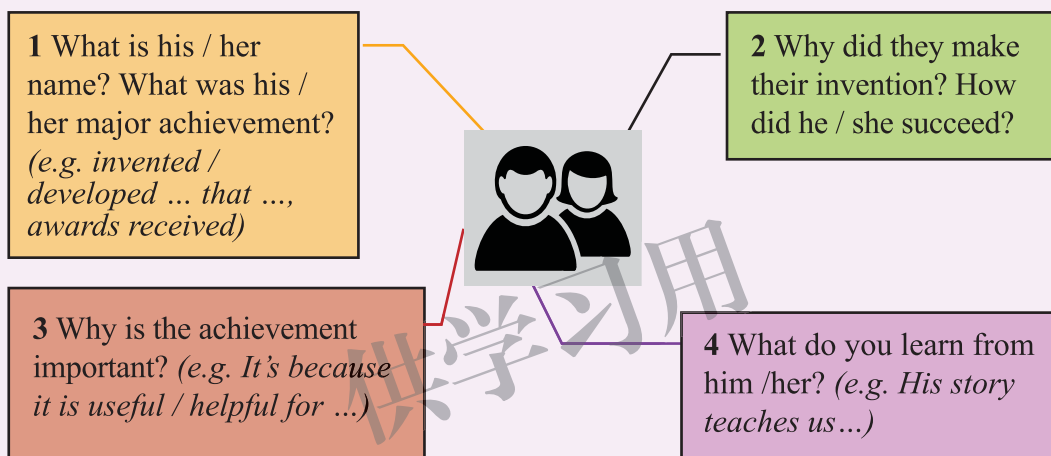 1 What is his / her
name? What was his /
her major achievement?
(e.g. invented /
developed ... that ...,
awards received)
2 Why did they make
their invention? How
did he / she succeed?
3 Why is the achievement
important? (e.g. It's because
it is useful / helpful for ...)
4 What do you learn from
him /her? (e.g. His story
teaches us...)
供学习用